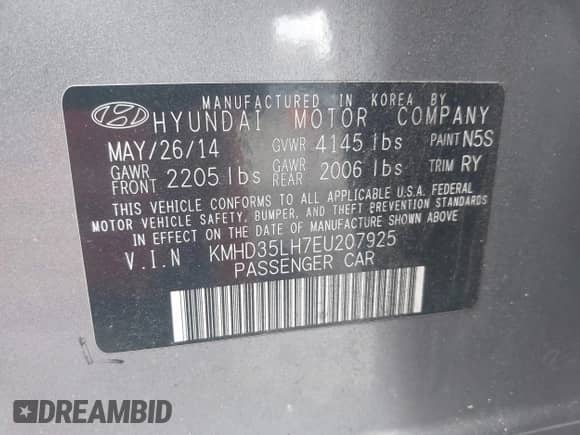 MANUFACTURED IN KOREA BY
HYUNDAI MOTOR COMPANY
MAY/26/14 GVWR 4145 lbs PAINT N5S
GAWR FRONT 2205 lbs GAWR REAR 2006 lbs TRIM RY
THIS VEHICLE CONFORMS TO ALL APPLICABLE U.S.A. FEDERAL
MOTOR VEHICLE SAFETY, BUMPER, AND THEFT PREVENTION STANDARDS
IN EFFECT ON THE DATE OF MANUFACTURE SHOWN ABOVE
V.I.N KMHD35LH7EU207925
PASSENGER CAR
DREAMBID